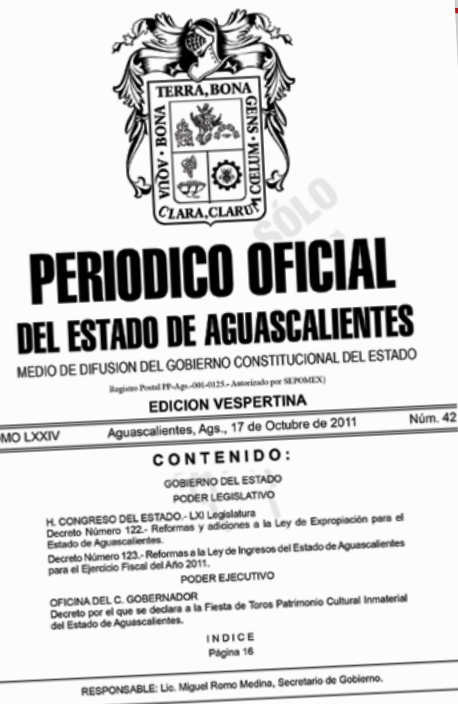 TERRA, BONA
AQUA · BONA
GENS · COELUM ·
CLARA, CLARUM
SÓLO
PERIODICO OFICIAL
DEL ESTADO DE AGUASCALIENTES
MEDIO DE DIFUSION DEL GOBIERNO CONSTITUCIONAL DEL ESTADO
Registro Postal PP-Ags.-001-0125.- Autorizado por SEPOMEX)
EDICION VESPERTINA
OMO LXXIV Aguascalientes, Ags., 17 de Octubre de 2011 Núm. 42
CONTENIDO:
GOBIERNO DEL ESTADO
PODER LEGISLATIVO
H. CONGRESO DEL ESTADO.- LXI Legislatura
Decreto Número 122.- Reformas y adiciones a la Ley de Expropiación para el
Estado de Aguascalientes.
Decreto Número 123.- Reformas a la Ley de Ingresos del Estado de Aguascalientes
para el Ejercicio Fiscal del Año 2011.
PODER EJECUTIVO
OFICINA DEL C. GOBERNADOR
Decreto por el que se declara a la Fiesta de Toros Patrimonio Cultural Inmaterial
del Estado de Aguascalientes.
INDICE
Página 16
RESPONSABLE: Lic. Miguel Romo Medina, Secretario de Gobierno.